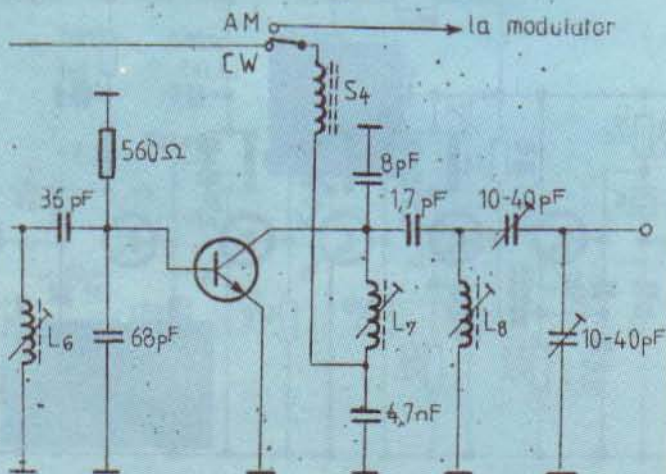 AM
la modulator
CW
S4
560Ω
8pF
36 pF
1,7 pF
10-40pF
L6
68pF
L7
L8
10-40pF
4,7nF